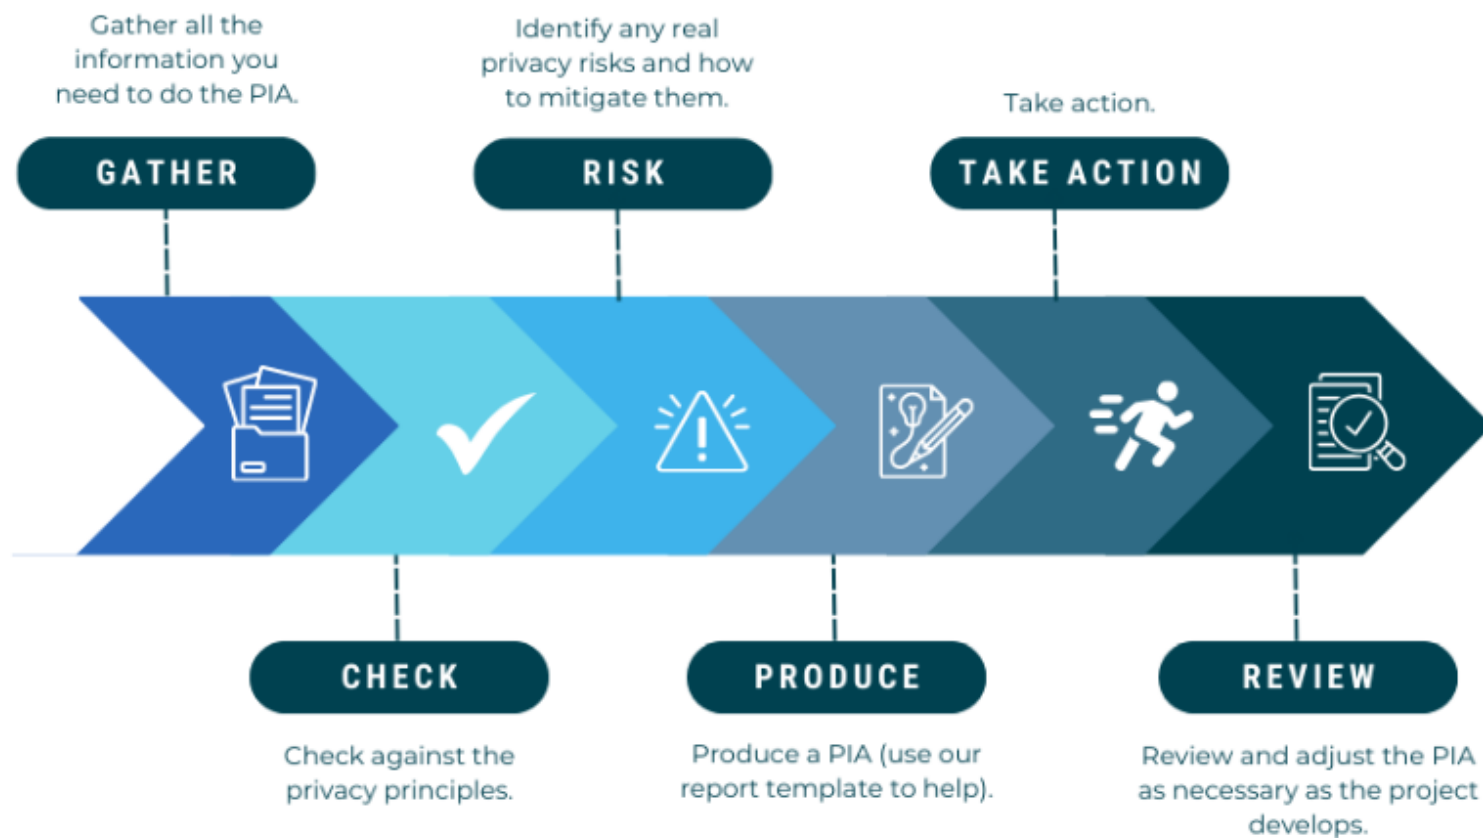 Gather all the
information you
need to do the PIA.
GATHER
Identify any real
privacy risks and how
to mitigate them.
RISK
Take action.
TAKE ACTION
CHECK
Check against the
privacy principles.
PRODUCE
Produce a PIA (use our
report template to help).
REVIEW
Review and adjust the PIA
as necessary as the project
develops.